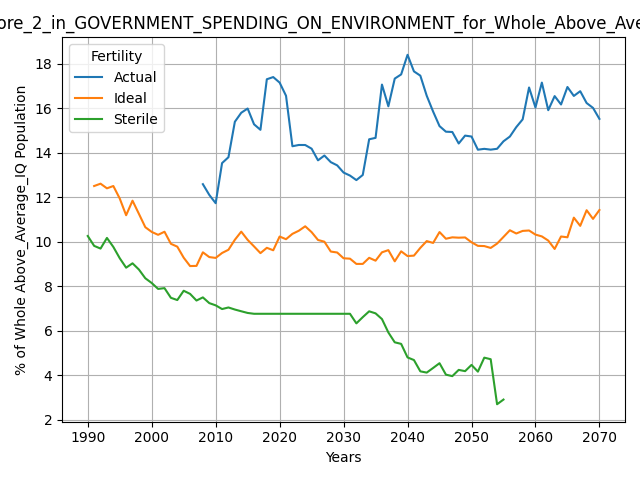 ore_2_in_GOVERNMENT_SPENDING_ON_ENVIRONMENT_for_Whole_Above_Ave
Fertility
Actual
Ideal
Sterile
% of Whole Above_Average_IQ Population
18
16
14
12
10
8
6
4
2
1990 2000 2010 2020 2030 2040 2050 2060 2070
Years